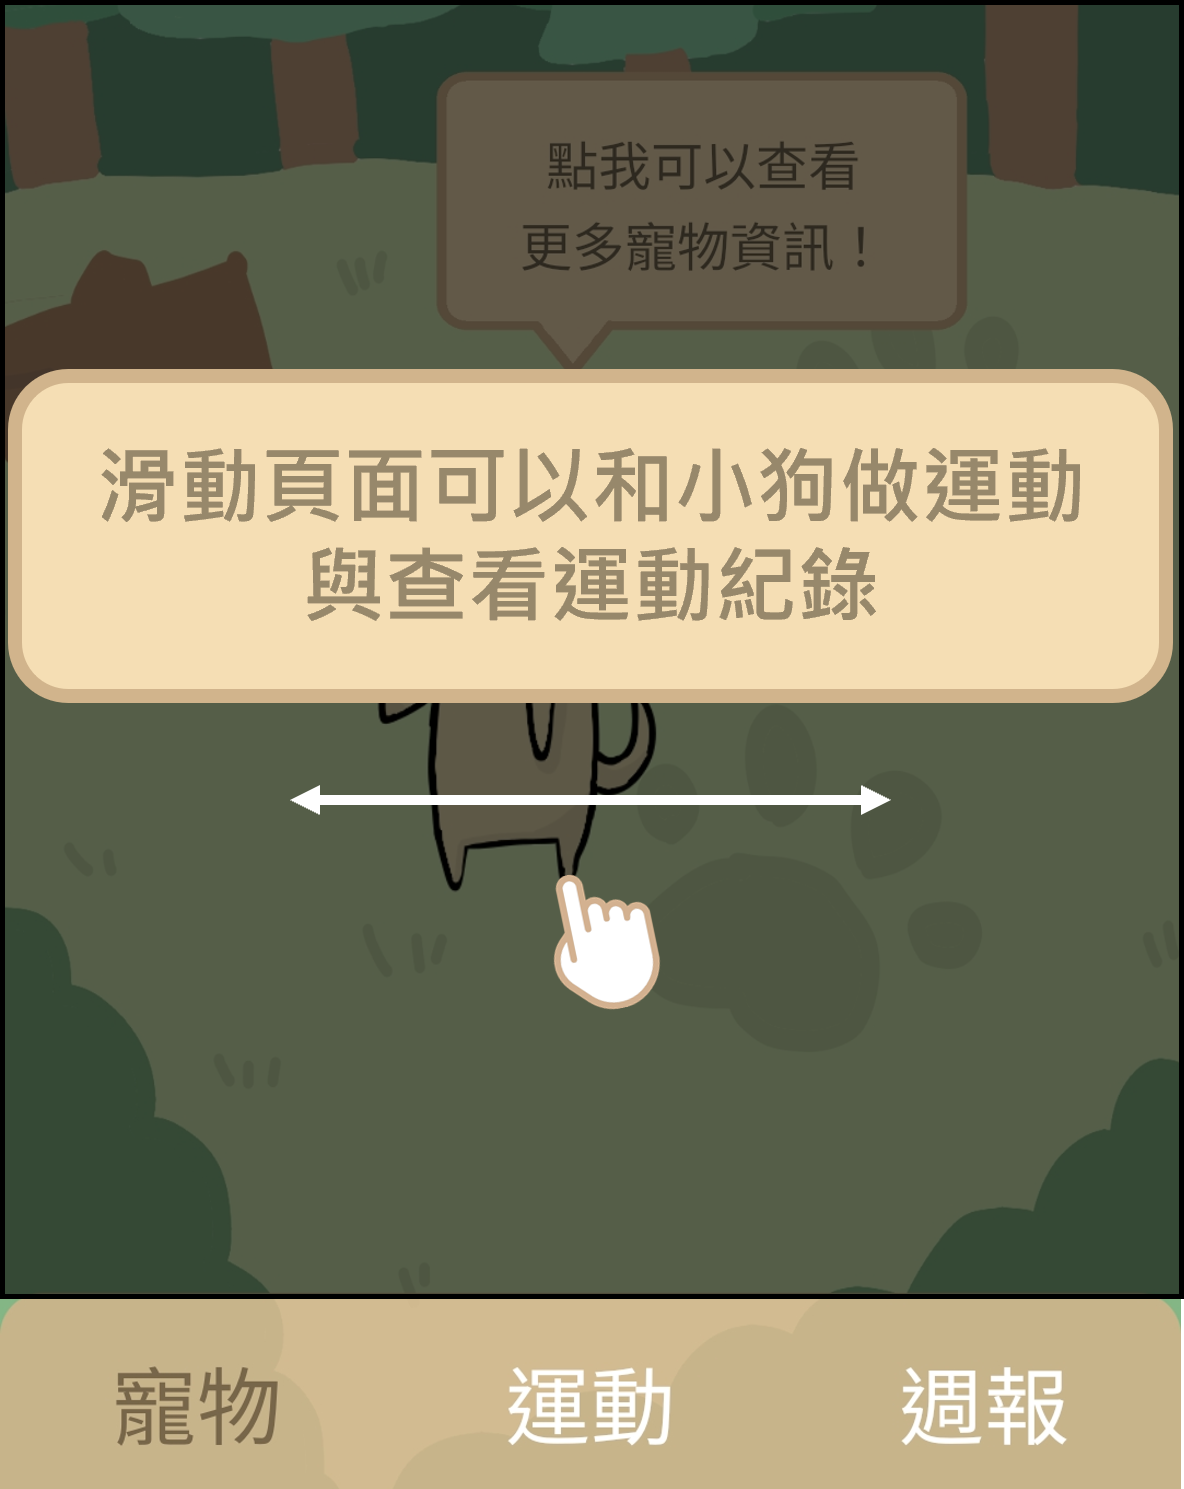 點我可以查看
更多寵物資訊！
滑動頁面可以和小狗做運動
與查看運動紀錄
寵物
運動
週報